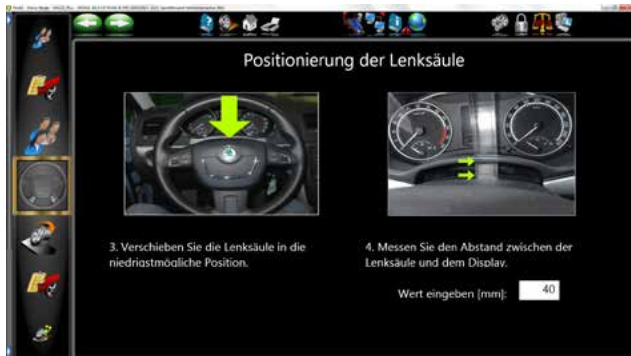 Positionierung der Lenksäule
3. Verschieben Sie die Lenksäule in die
niedrigstmögliche Position.
4. Messen Sie den Abstand zwischen der
Lenksäule und dem Display.
Wert eingeben [mm]: 40